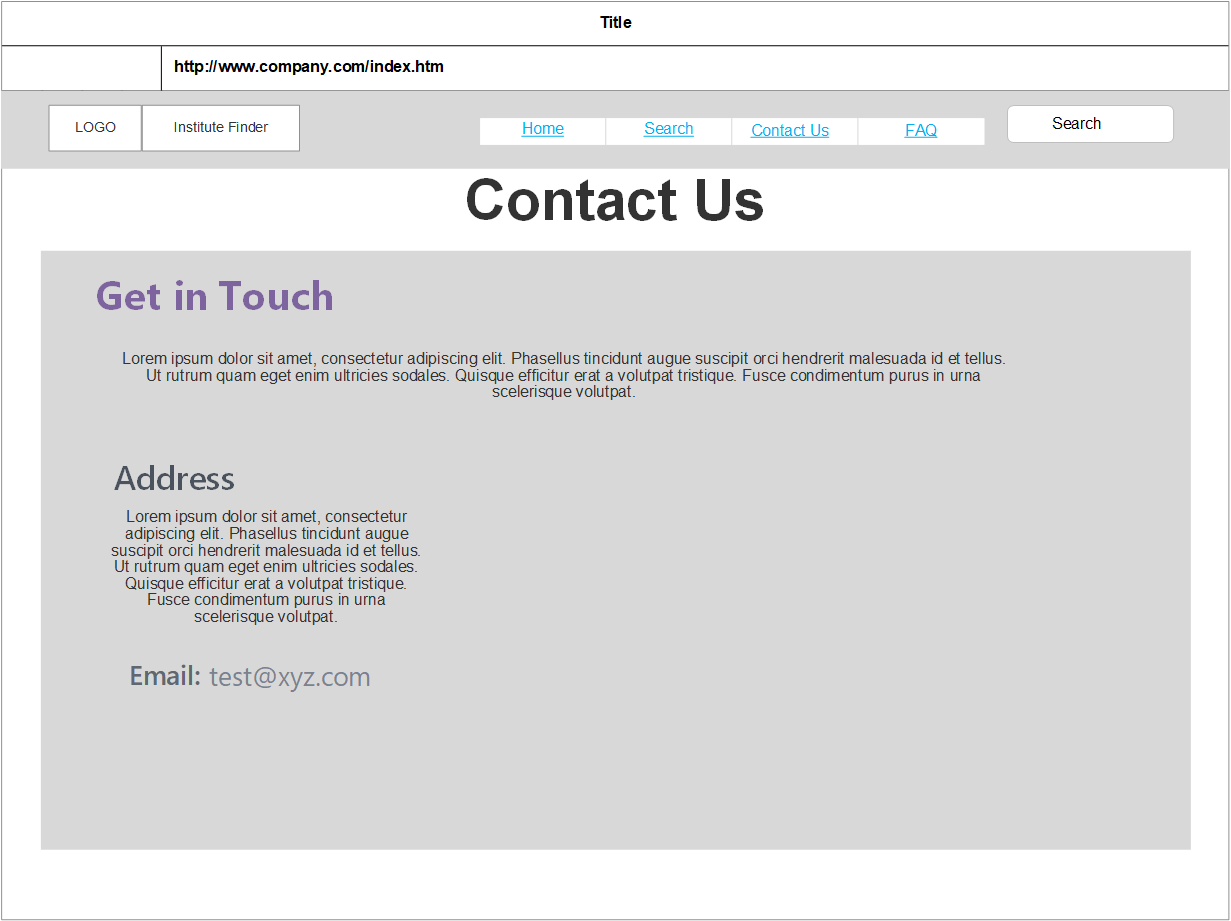 Title
http://www.company.com/index.htm
LOGO Institute Finder Home Search Contact Us FAQ Search
Contact Us
Get in Touch
Lorem ipsum dolor sit amet, consectetur adipiscing elit. Phasellus tincidunt augue suscipit orci hendrerit malesuada id et tellus.
Ut rutrum quam eget enim ultricies sodales. Quisque efficitur erat a volutpat tristique. Fusce condimentum purus in urna
scelerisque volutpat.
Address
Lorem ipsum dolor sit amet, consectetur
adipiscing elit. Phasellus tincidunt augue
suscipit orci hendrerit malesuada id et tellus.
Ut rutrum quam eget enim ultricies sodales.
Quisque efficitur erat a volutpat tristique.
Fusce condimentum purus in urna
scelerisque volutpat.
Email: test@xyz.com